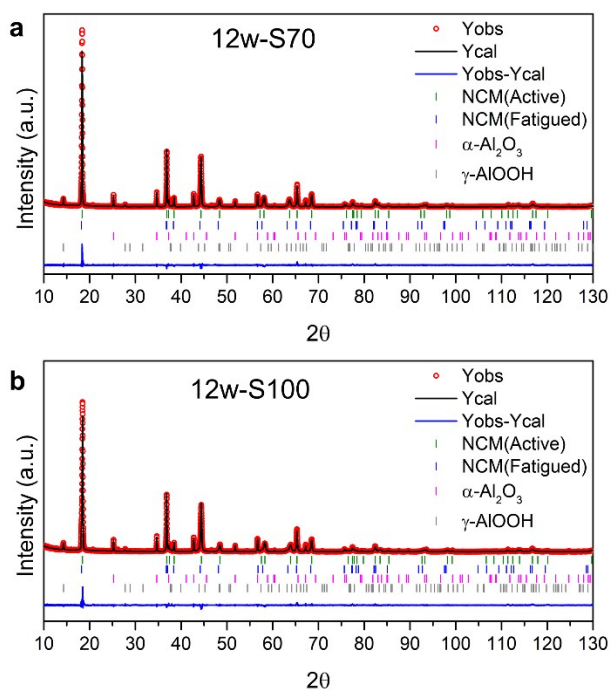 a
12w-S70
Yobs
Ycal
Yobs-Ycal
NCM(Active)
NCM(Fatigued)
α-Al₂O₃
γ-AlOOH
Intensity (a.u.)
10 20 30 40 50 60 70 80 90 100 110 120 130
2θ
b
12w-S100
Yobs
Ycal
Yobs-Ycal
NCM(Active)
NCM(Fatigued)
α-Al₂O₃
γ-AlOOH
Intensity (a.u.)
10 20 30 40 50 60 70 80 90 100 110 120 130
2θ